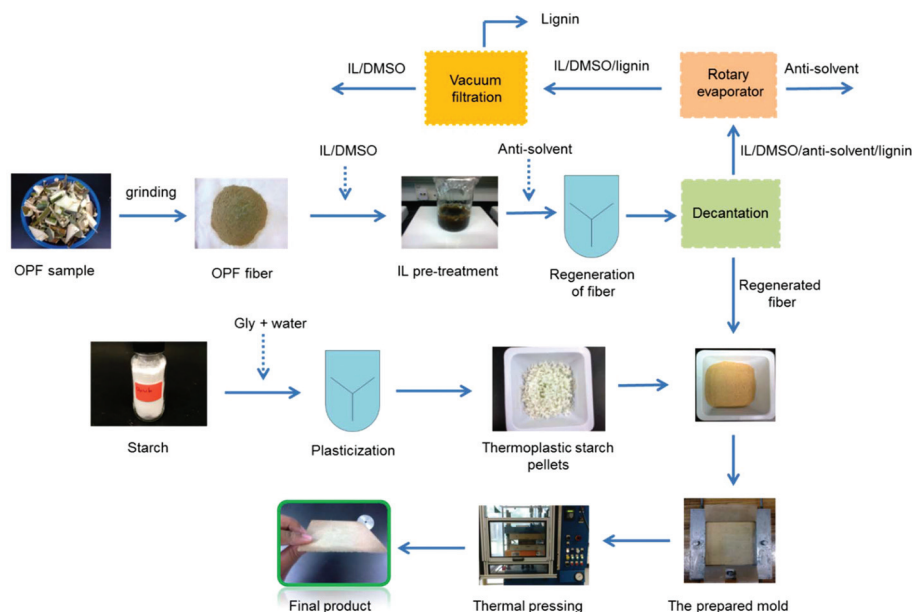 Lignin
IL/DMSO
Vacuum
filtration
IL/DMSO/lignin
Rotary
evaporator
Anti-solvent
IL/DMSO
Anti-solvent
IL/DMSO/anti-solvent/lignin
grinding
Decantation
OPF sample
OPF fiber
IL pre-treatment
Regeneration
of fiber
Regenerated
fiber
Gly + water
Starch
Plasticization
Thermoplastic starch
pellets
Final product
Thermal pressing
The prepared mold